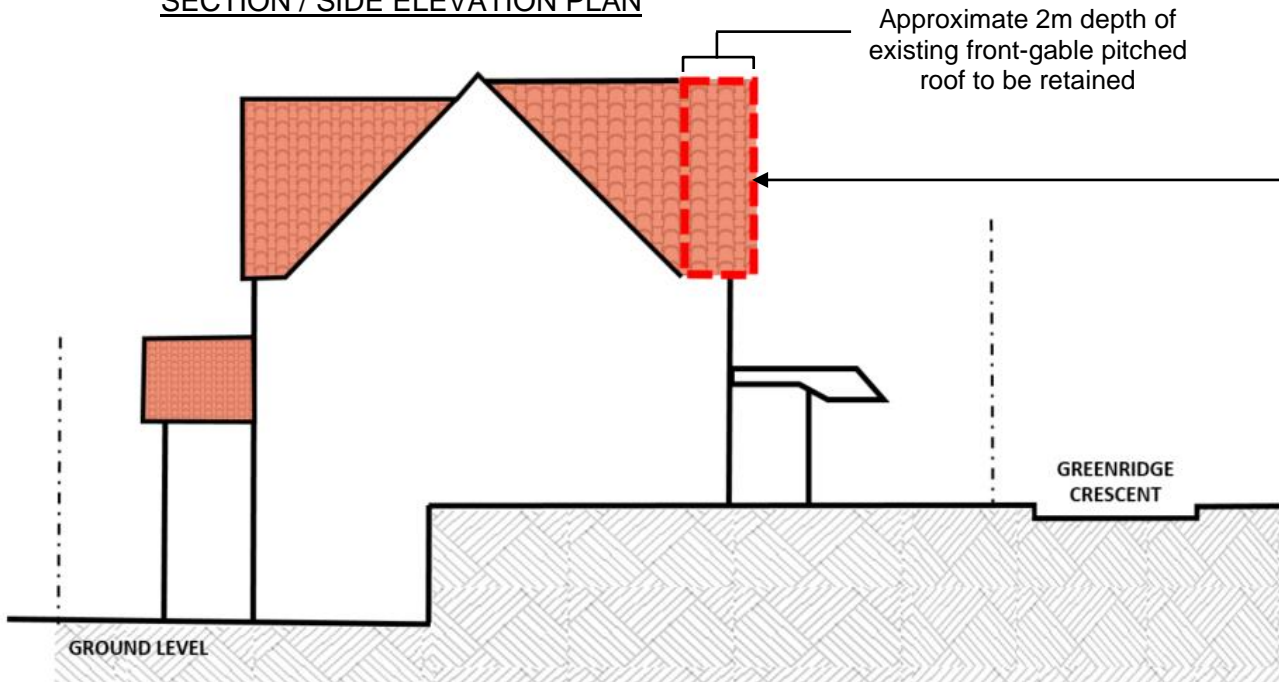 SECTION / SIDE ELEVATION PLAN
Approximate 2m depth of
existing front-gable pitched
roof to be retained
GREENRIDGE
CRESCENT
GROUND LEVEL